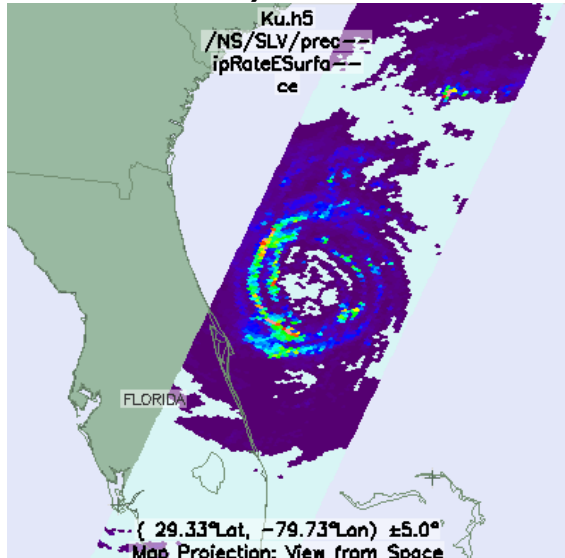 Ku.h5
/NS/SLV/prec--
ipRateESurfa--
ce
FLORIDA
( 29.33°Lat, -79.73°Lon) ±5.0°
Map Projection: View from Space